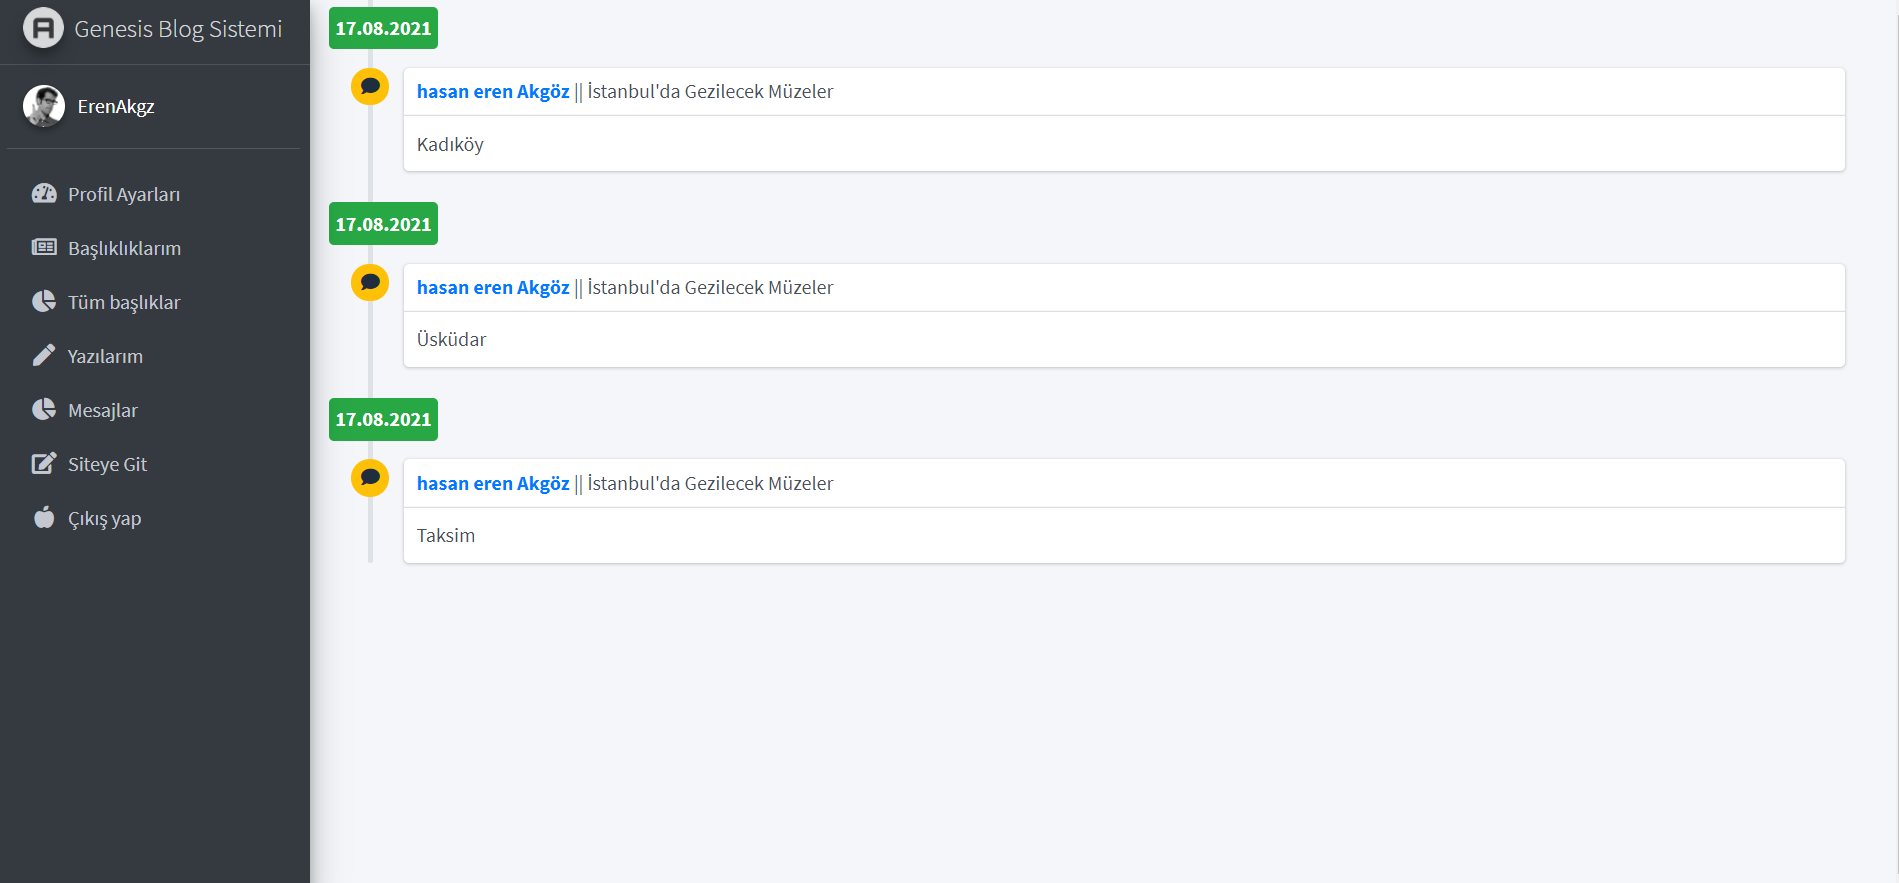 Genesis Blog Sistemi
ErenAkgz
Profil Ayarları
Başlıklıklarım
Tüm başlıklar
Yazılarım
Mesajlar
Siteye Git
Çıkış yap
17.08.2021
hasan eren Akgöz || İstanbul'da Gezilecek Müzeler
Kadıköy
17.08.2021
hasan eren Akgöz || İstanbul'da Gezilecek Müzeler
Üsküdar
17.08.2021
hasan eren Akgöz || İstanbul'da Gezilecek Müzeler
Taksim